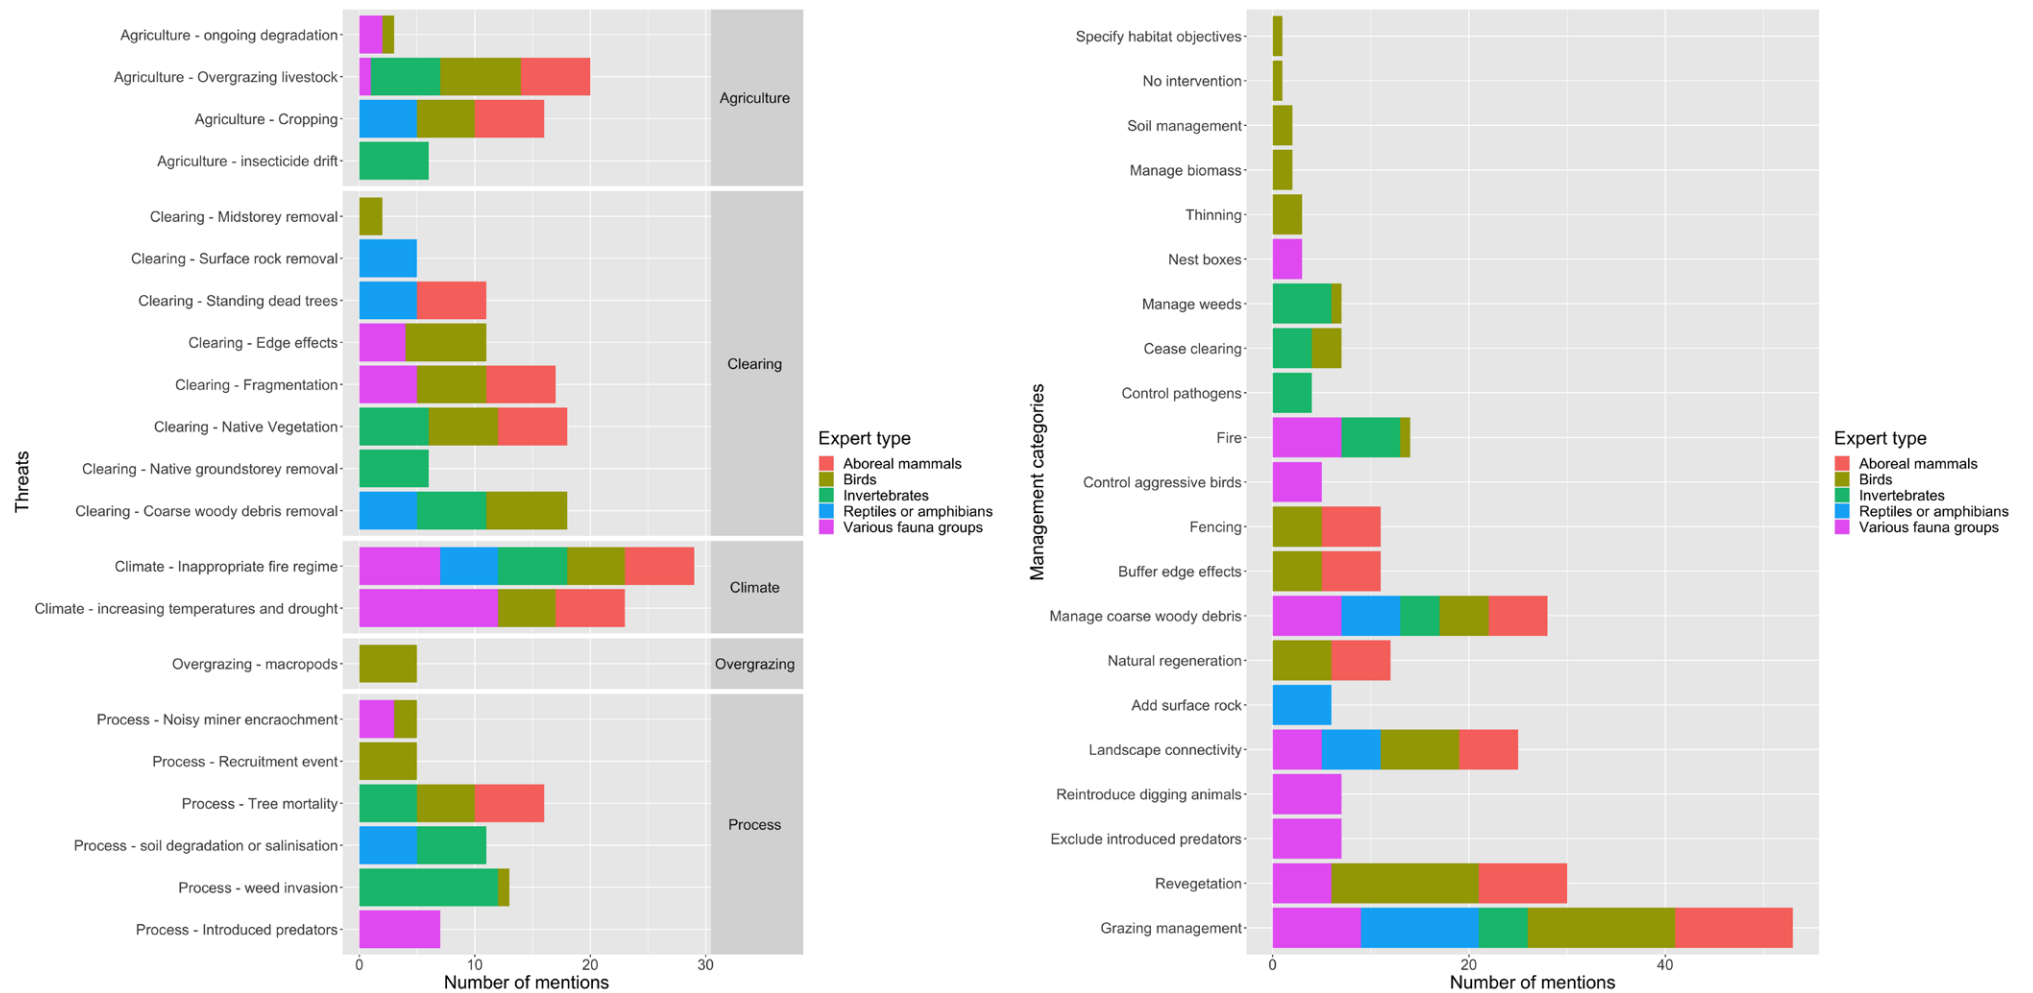 Threats
Agriculture - ongoing degradation
Agriculture - Overgrazing livestock
Agriculture - Cropping
Agriculture - insecticide drift
Agriculture
Clearing - Midstorey removal
Clearing - Surface rock removal
Clearing - Standing dead trees
Clearing - Edge effects
Clearing - Fragmentation
Clearing - Native Vegetation
Clearing - Native groundstorey removal
Clearing - Coarse woody debris removal
Clearing
Climate - Inappropriate fire regime
Climate - increasing temperatures and drought
Climate
Overgrazing - macropods
Overgrazing
Process - Noisy miner encraochment
Process - Recruitment event
Process - Tree mortality
Process - soil degradation or salinisation
Process - weed invasion
Process - Introduced predators
Process
0 10 20 30
Number of mentions
Expert type
Aboreal mammals
Birds
Invertebrates
Reptiles or amphibians
Various fauna groups
Management categories
Specify habitat objectives
No intervention
Soil management
Manage biomass
Thinning
Nest boxes
Manage weeds
Cease clearing
Control pathogens
Fire
Control aggressive birds
Fencing
Buffer edge effects
Manage coarse woody debris
Natural regeneration
Add surface rock
Landscape connectivity
Reintroduce digging animals
Exclude introduced predators
Revegetation
Grazing management
0 20 40
Number of mentions
Expert type
Aboreal mammals
Birds
Invertebrates
Reptiles or amphibians
Various fauna groups